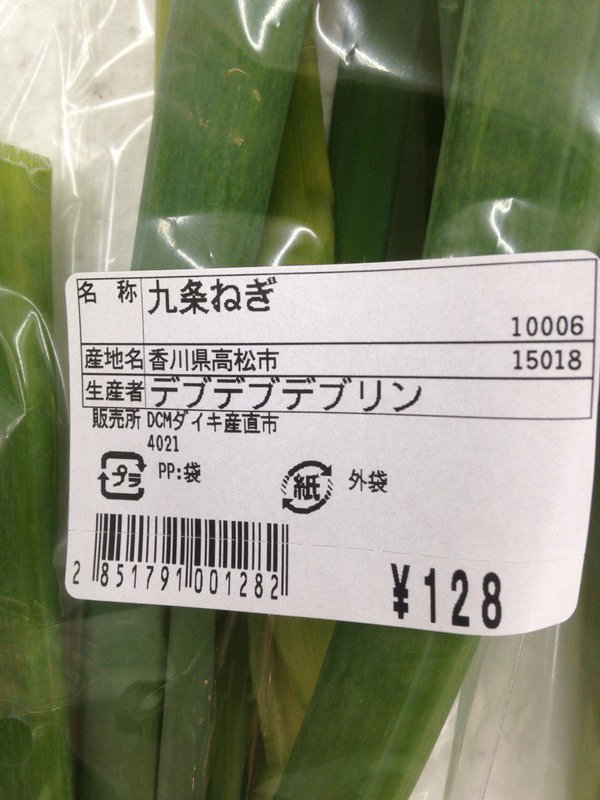 名 称 九条ねぎ
10006
産地名 香川県高松市 15018
生産者 デブデブデブリン
販売所 DCMダイキ産直市
4021
プラ PP:袋 紙 外袋
2 851791 001282
¥128